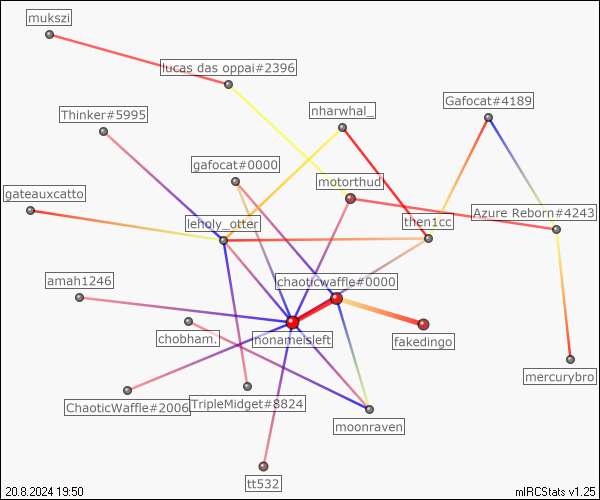 mukszi
lucas das oppai#2396
Gafocat#4189
nharwhal_
Thinker#5995
gafocat#0000
motorthud
gateauxcatto
leholy_otter
then1cc
Azure Reborn#4243
amah1246
chaoticwaffle#0000
chobham.
nonameisleft
fakedingo
mercurybro
ChaoticWaffle#2006
TripleMidget#8824
moonraven
tt532
20.8.2024 19:50
mIRCStats v1.25